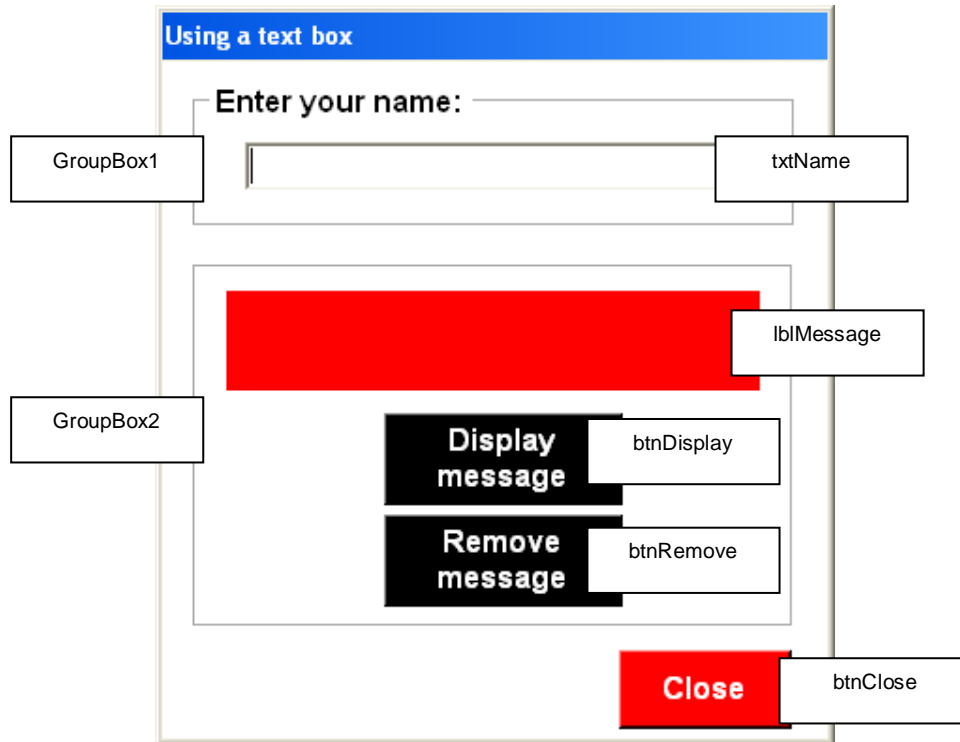 Using a text box
Enter your name:
GroupBox1
txtName
lblMessage
GroupBox2
Display
message
btnDisplay
Remove
message
btnRemove
Close
btnClose